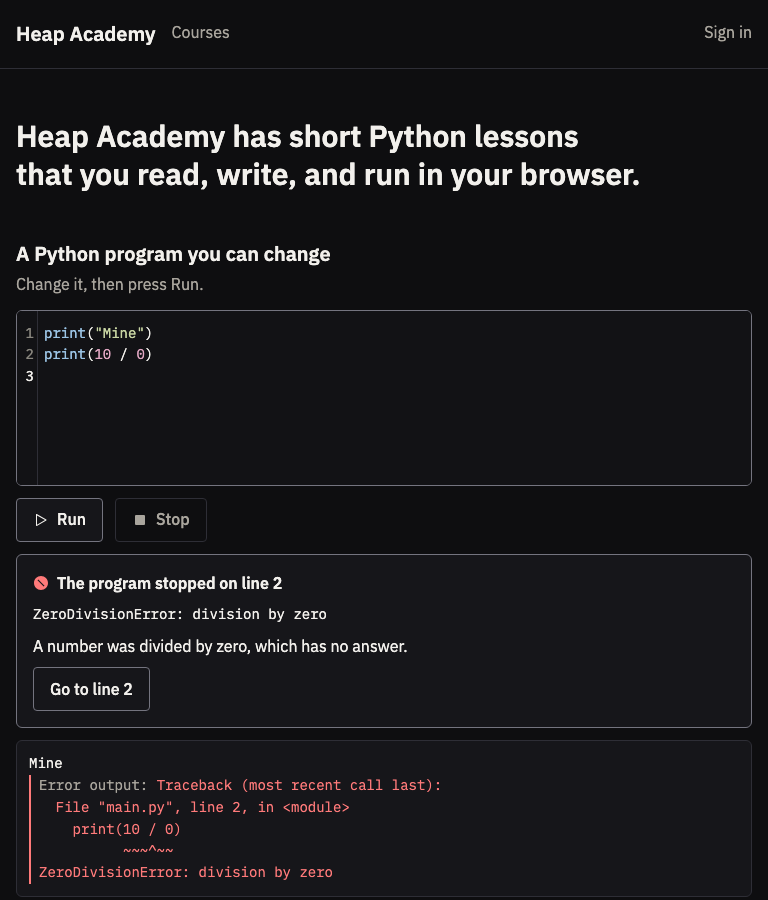 Heap Academy Courses Sign in
Heap Academy has short Python lessons
that you read, write, and run in your browser.
A Python program you can change
Change it, then press Run.
1 print("Mine")
2 print(10 / 0)
3
Run Stop
The program stopped on line 2
ZeroDivisionError: division by zero
A number was divided by zero, which has no answer.
Go to line 2
Mine
Error output: Traceback (most recent call last):
  File "main.py", line 2, in <module>
    print(10 / 0)
          ~~~^~~
ZeroDivisionError: division by zero